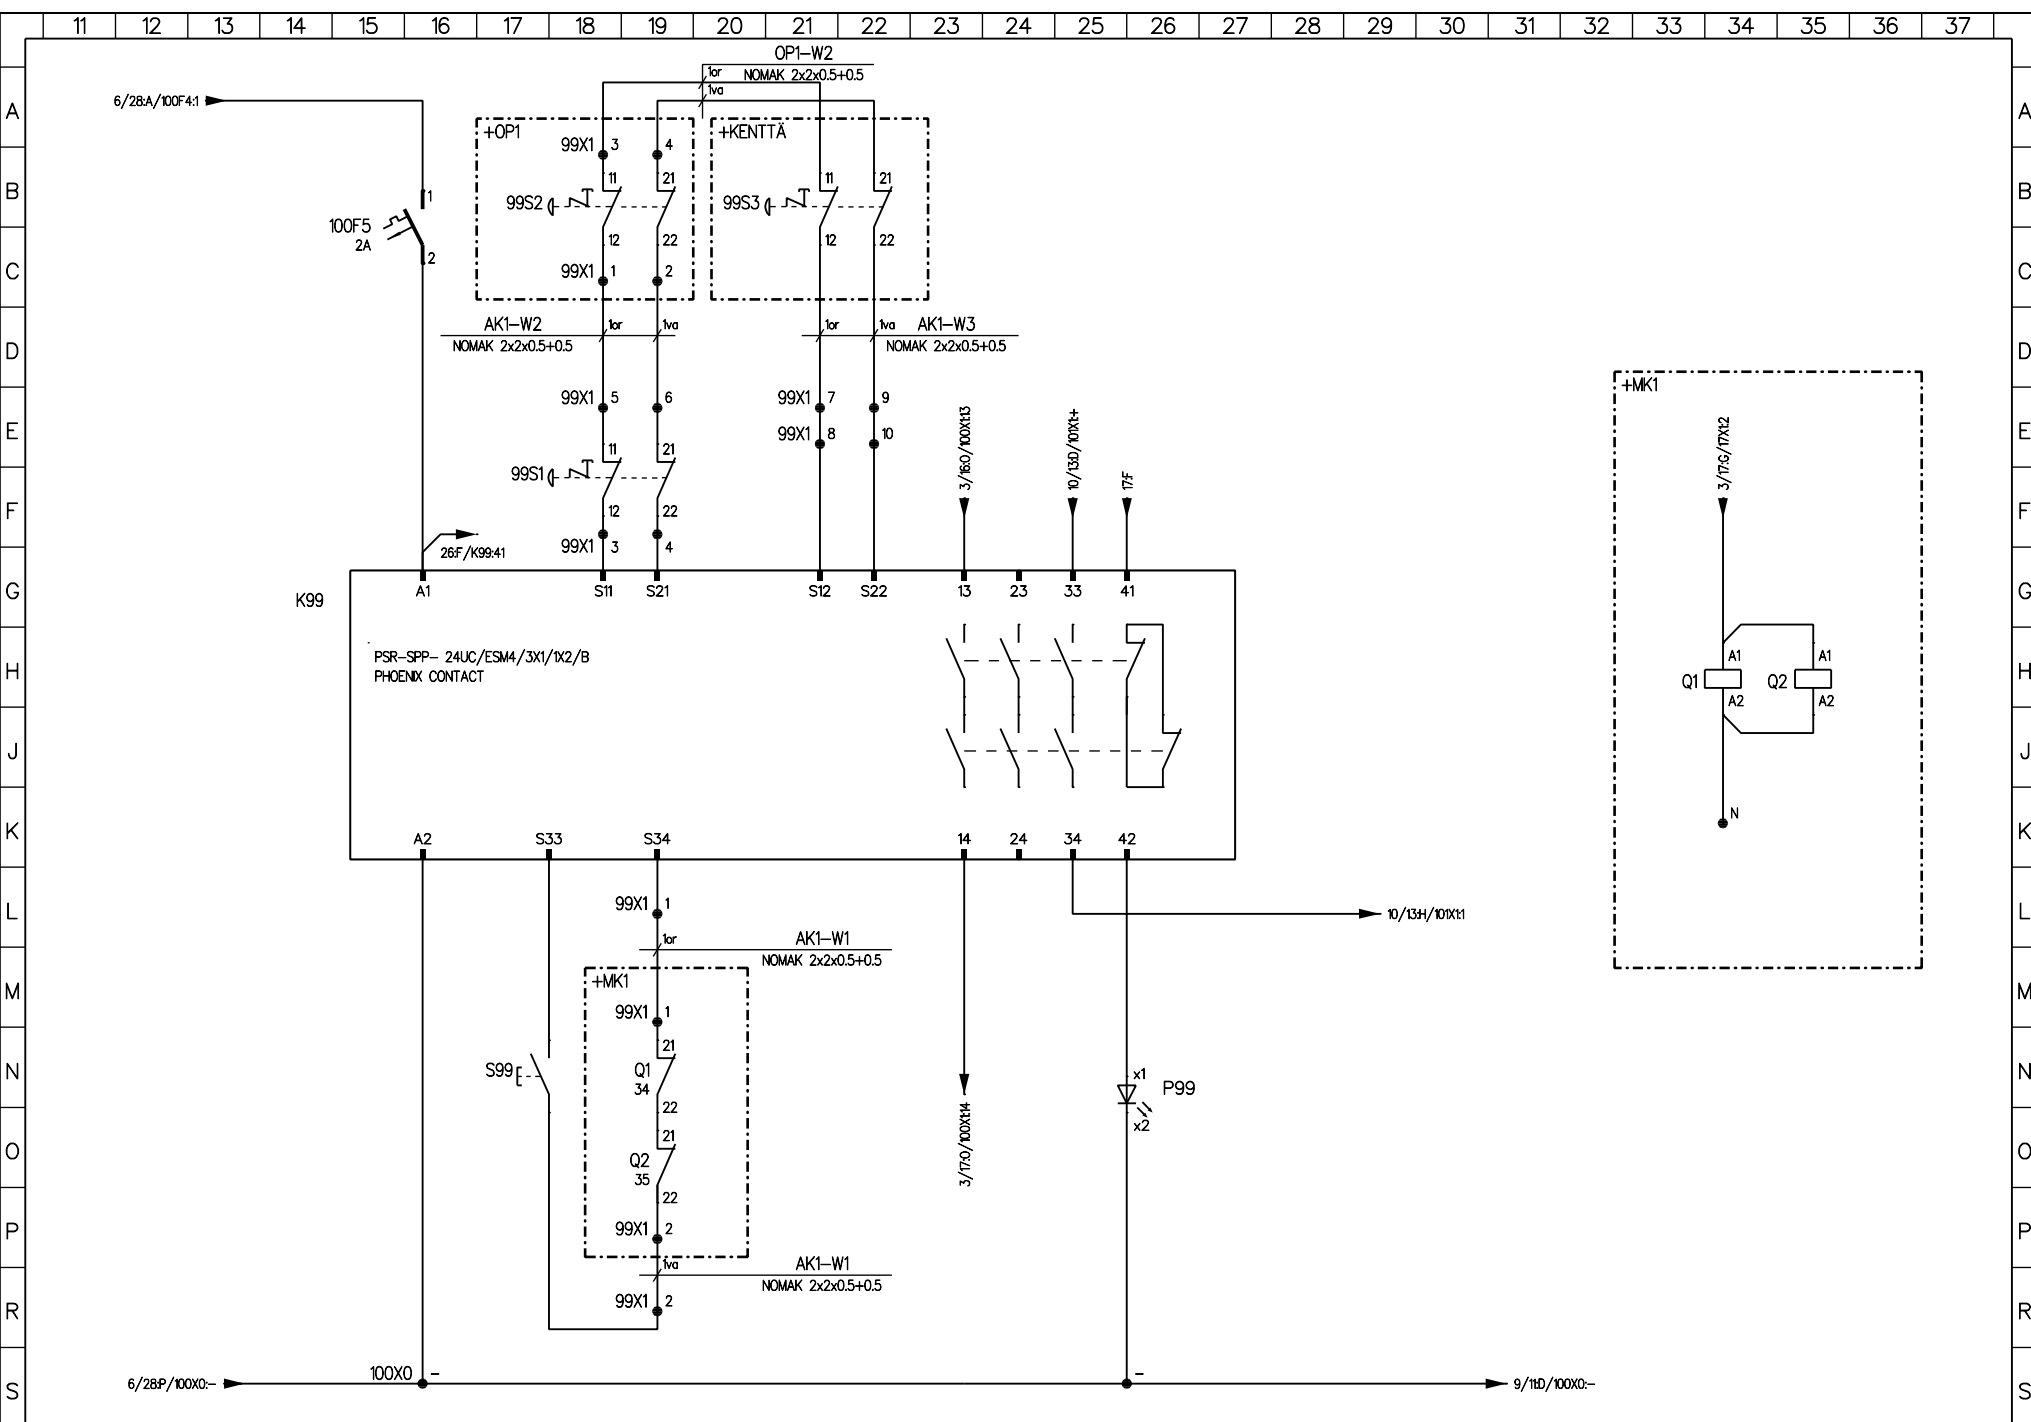 11 12 13 14 15 16 17 18 19 20 21 22 23 24 25 26 27 28 29 30 31 32 33 34 35 36 37
OP1-W2
1or NOMAK 2x2x0.5+0.5
1va
6/28:A/100F4:1
A A
+OP1 +KENTTÄ
99X1 3 4
11 21 11 21
B B
99S2 99S3
1
100F5
2A
2
12 22 12 22
99X1 1 2
C C
AK1-W2 1or 1va 1or 1va AK1-W3
NOMAK 2x2x0.5+0.5 NOMAK 2x2x0.5+0.5
D D
+MK1
99X1 5 6 99X1 7 9
99X1 8 10
E E
3/16:O/100X1:13
10/13:D/101X1:+
17:F
3/17:G/17X1:2
11 21
99S1
12 22
F F
99X1 3 4
26:F/K99:41
K99
A1 S11 S21 S12 S22 13 23 33 41
G G
PSR-SPP- 24UC/ESM4/3X1/1X2/B
PHOENIX CONTACT
A1 A1
H H
Q1 Q2
A2 A2
J J
N
A2 S33 S34 14 24 34 42
K K
99X1 1
L L
10/13:H/101X1:1
1or AK1-W1
NOMAK 2x2x0.5+0.5
+MK1
M M
99X1 1
21
S99 Q1
34
N N
x1
P99
x2
22
21
Q2
35
O O
3/17:O/100X1:14
22
99X1 2
P P
1va AK1-W1
NOMAK 2x2x0.5+0.5
99X1 2
R R
100X0 - -
6/28:P/100X0:- 9/11:D/100X0:-
S S